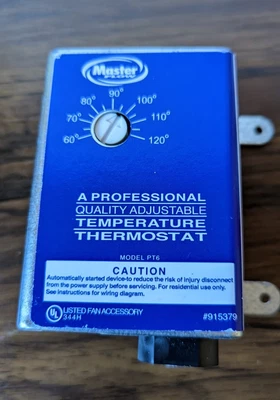 Master
FLOW
90°
80° 100°
70° 110°
60° 120°
A PROFESSIONAL
QUALITY ADJUSTABLE
TEMPERATURE
THERMOSTAT
MODEL PT6
CAUTION
Automatically started device-to reduce the risk of injury disconnect
from the power supply before servicing. For residential use only.
See instructions for wiring diagram.
UL LISTED FAN ACCESSORY
344H #915379